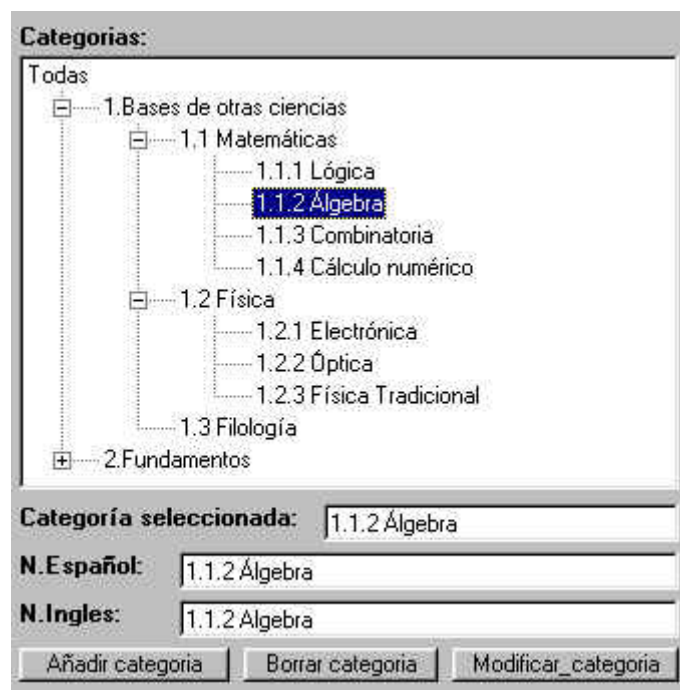 Categorias:
Todas
1.Bases de otras ciencias
1.1 Matemáticas
1.1.1 Lógica
1.1.2 Álgebra
1.1.3 Combinatoria
1.1.4 Cálculo numérico
1.2 Física
1.2.1 Electrónica
1.2.2 Óptica
1.2.3 Física Tradicional
1.3 Filología
2.Fundamentos
Categoría seleccionada: 1.1.2 Álgebra
N.Español: 1.1.2 Álgebra
N.Ingles: 1.1.2 Algebra
Añadir categoria Borrar categoria Modificar_categoria